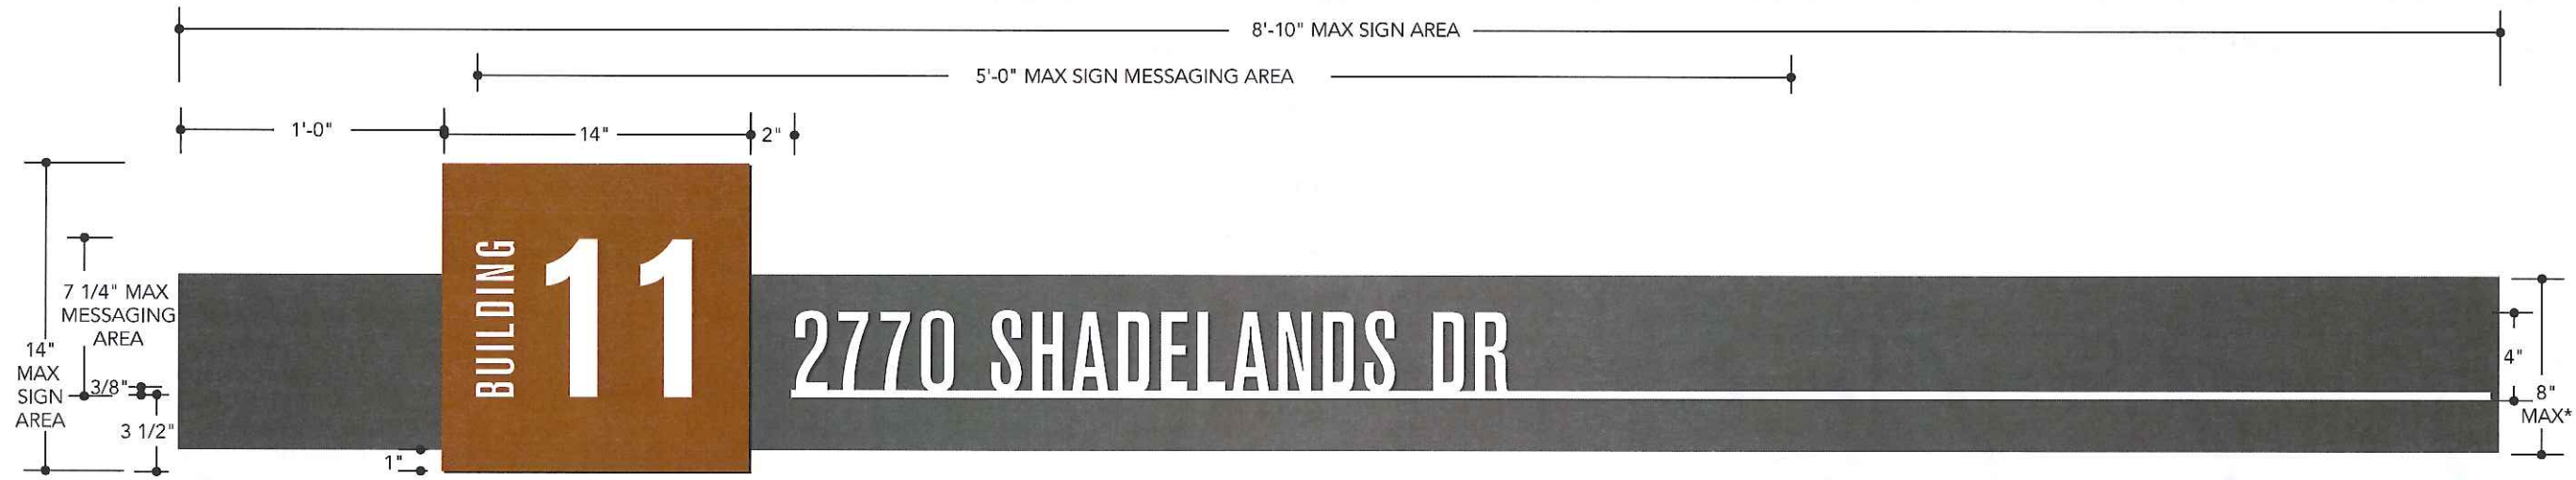 8'-10" MAX SIGN AREA
5'-0" MAX SIGN MESSAGING AREA
1'-0"
14"
2"
7 1/4" MAX
MESSAGING
AREA
14"
MAX
SIGN
AREA
3/8"
3 1/2"
1"
BUILDING
11
2770 SHADELANDS DR
4"
8"
MAX*